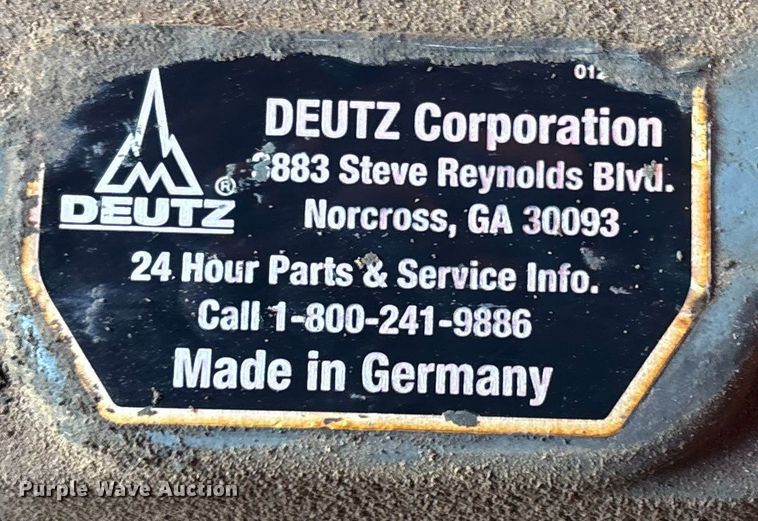 012
DEUTZ Corporation
3883 Steve Reynolds Blvd.
DEUTZ ®
Norcross, GA 30093
24 Hour Parts & Service Info.
Call 1-800-241-9886
Made in Germany
Purple Wave Auction